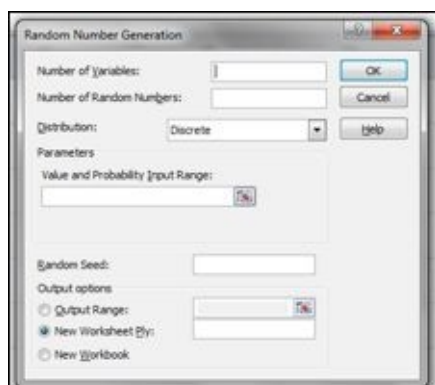 Random Number Generation
Number of Variables:
OK
Number of Random Numbers:
Cancel
Distribution:
Discrete
Help
Parameters
Value and Probability Input Range:
Random Seed:
Output options
Output Range:
New Worksheet Ply:
New Workbook